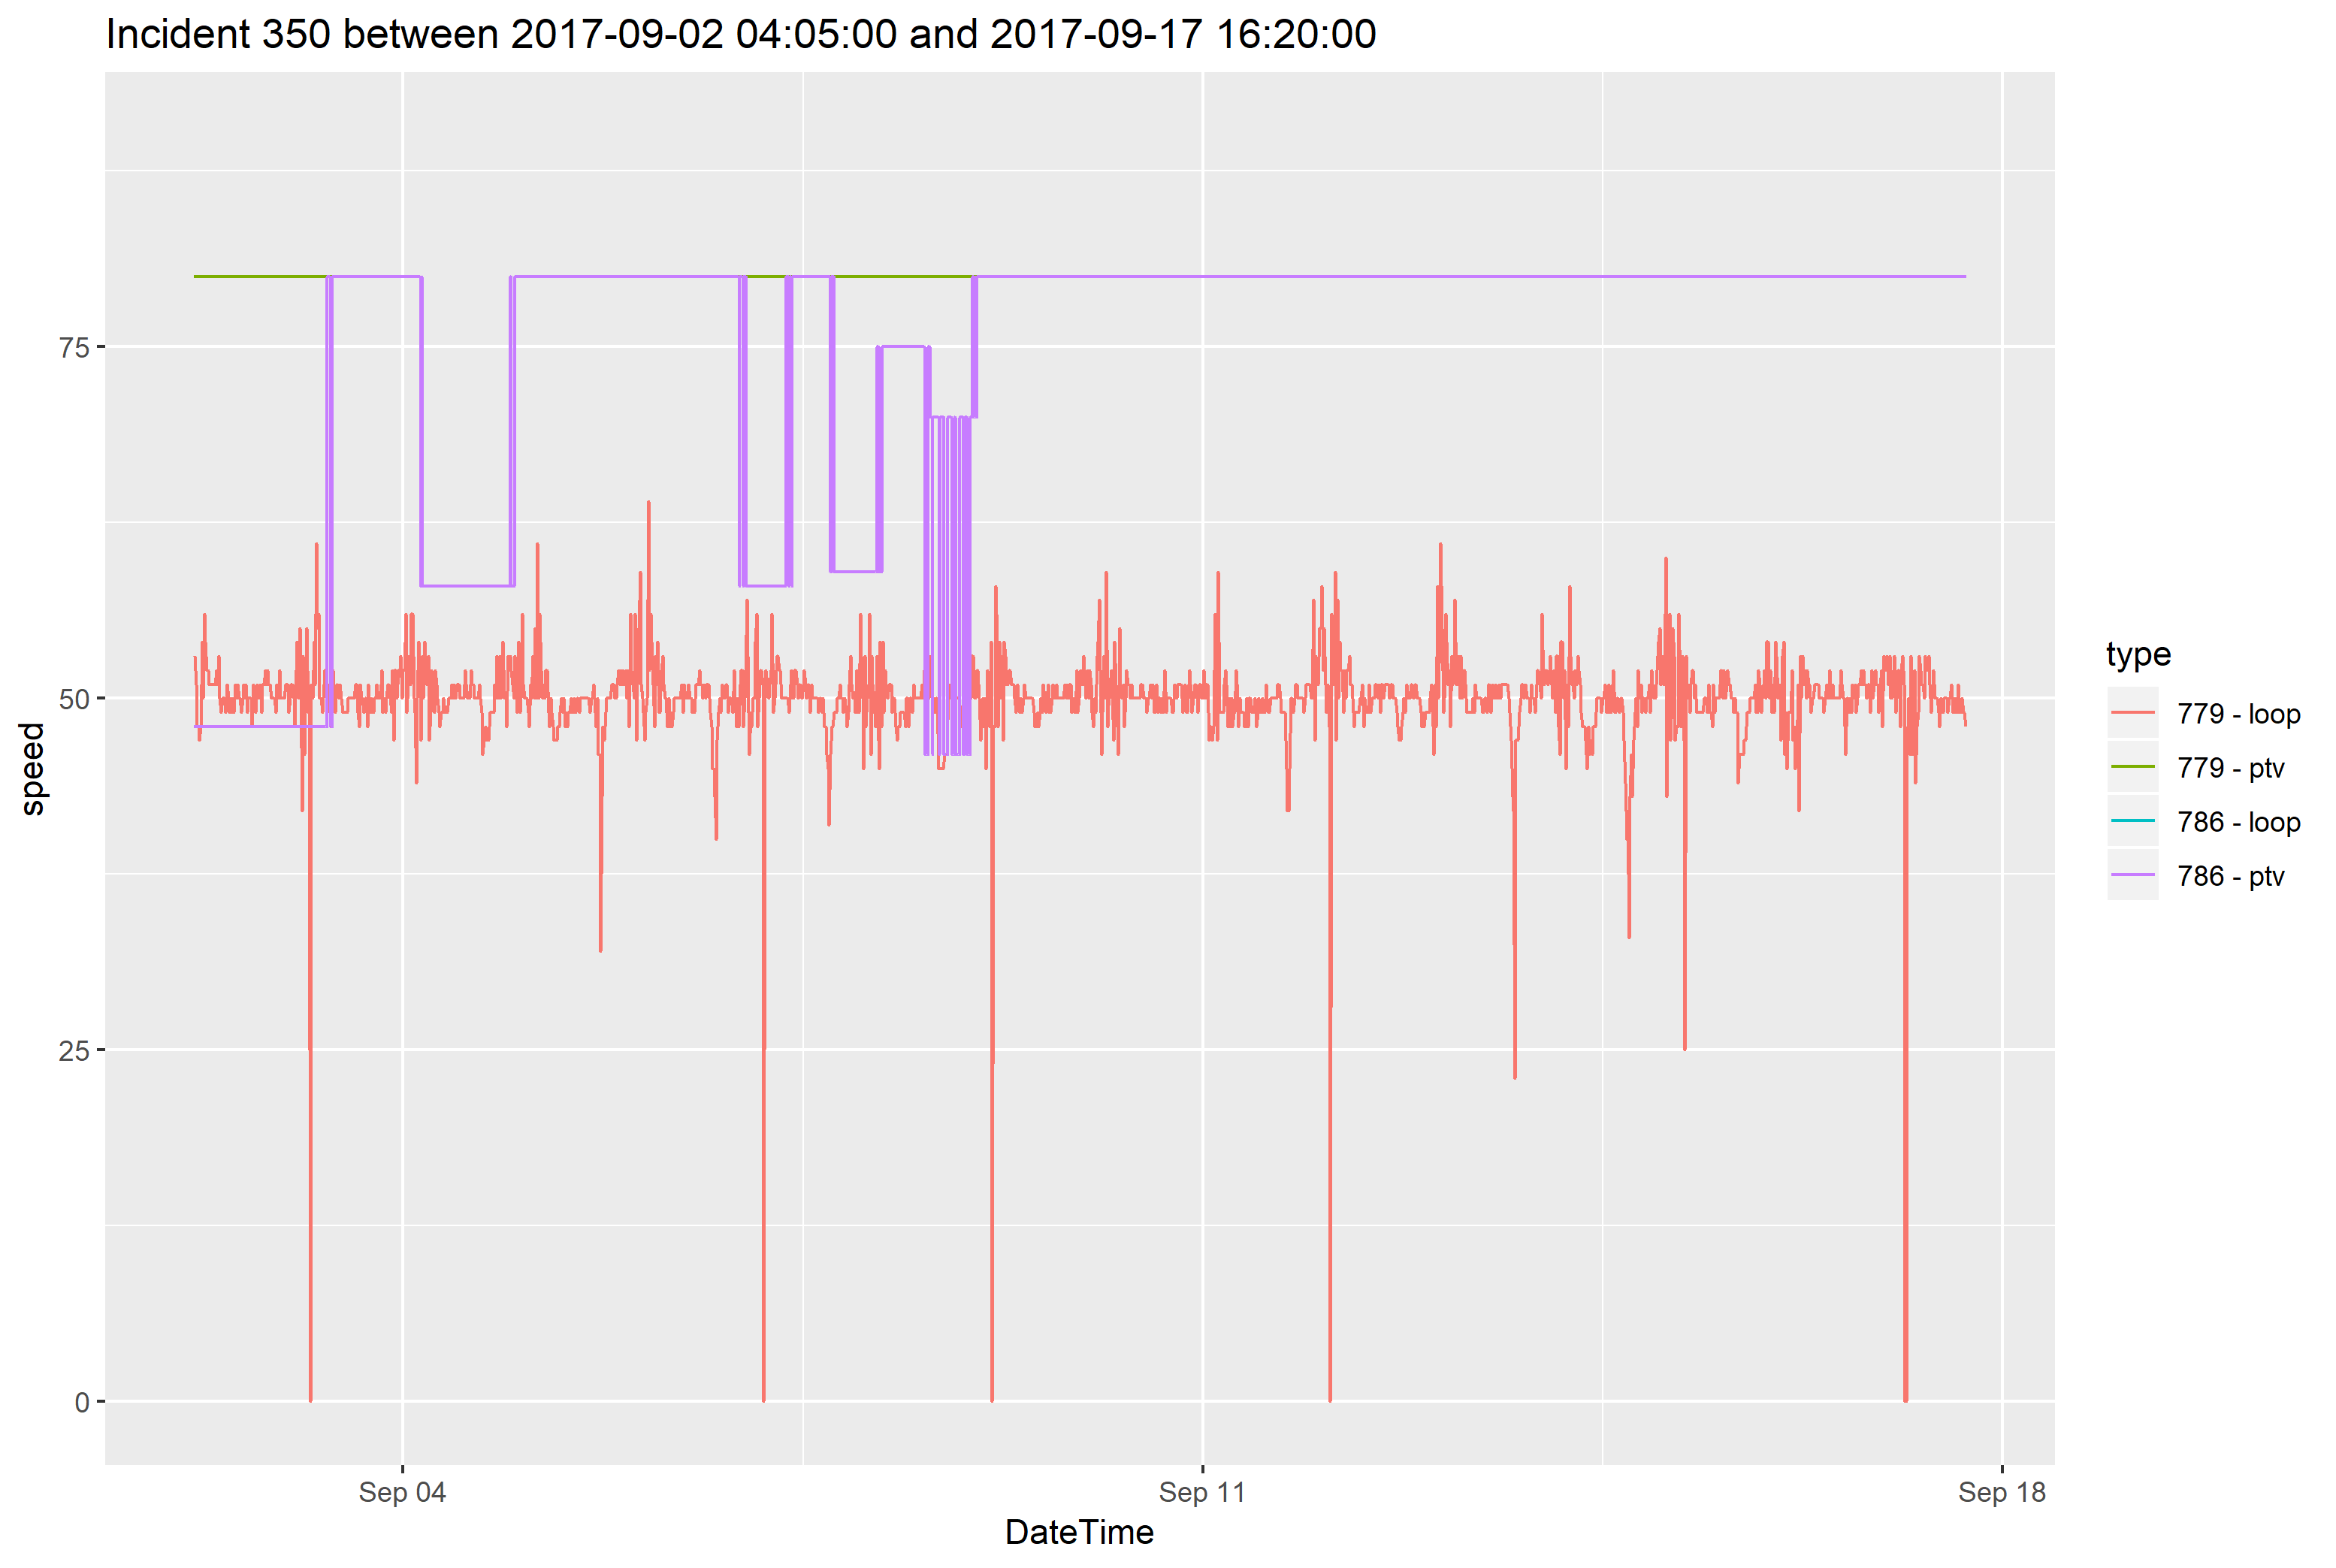 Incident 350 between 2017-09-02 04:05:00 and 2017-09-17 16:20:00
75
50
25
0
speed
Sep 04
Sep 11
Sep 18
DateTime
type
779 - loop
779 - ptv
786 - loop
786 - ptv